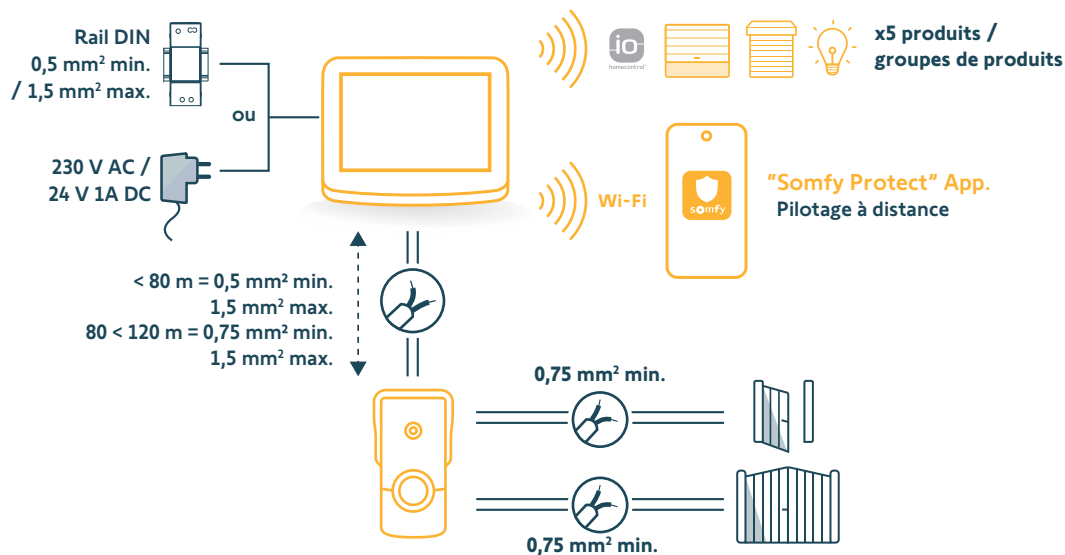 Rail DIN
0,5 mm² min.
/ 1,5 mm² max.
ou
230 V AC /
24 V 1A DC
io
homecontrol®
x5 produits /
groupes de produits
Wi-Fi
somfy
“Somfy Protect” App.
Pilotage à distance
< 80 m = 0,5 mm² min.
1,5 mm² max.
80 < 120 m = 0,75 mm² min.
1,5 mm² max.
0,75 mm² min.
0,75 mm² min.